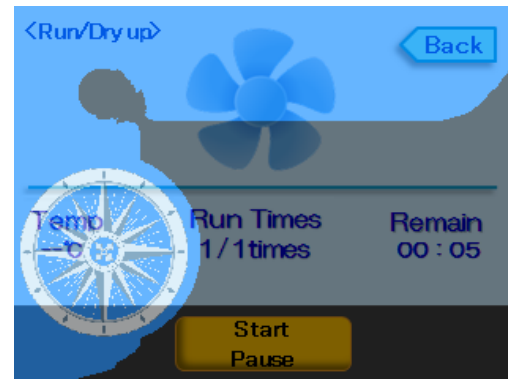 <Run/Dry up>
Back
Temp
--℃
Run Times
1/1times
Remain
00:05
Start
Pause